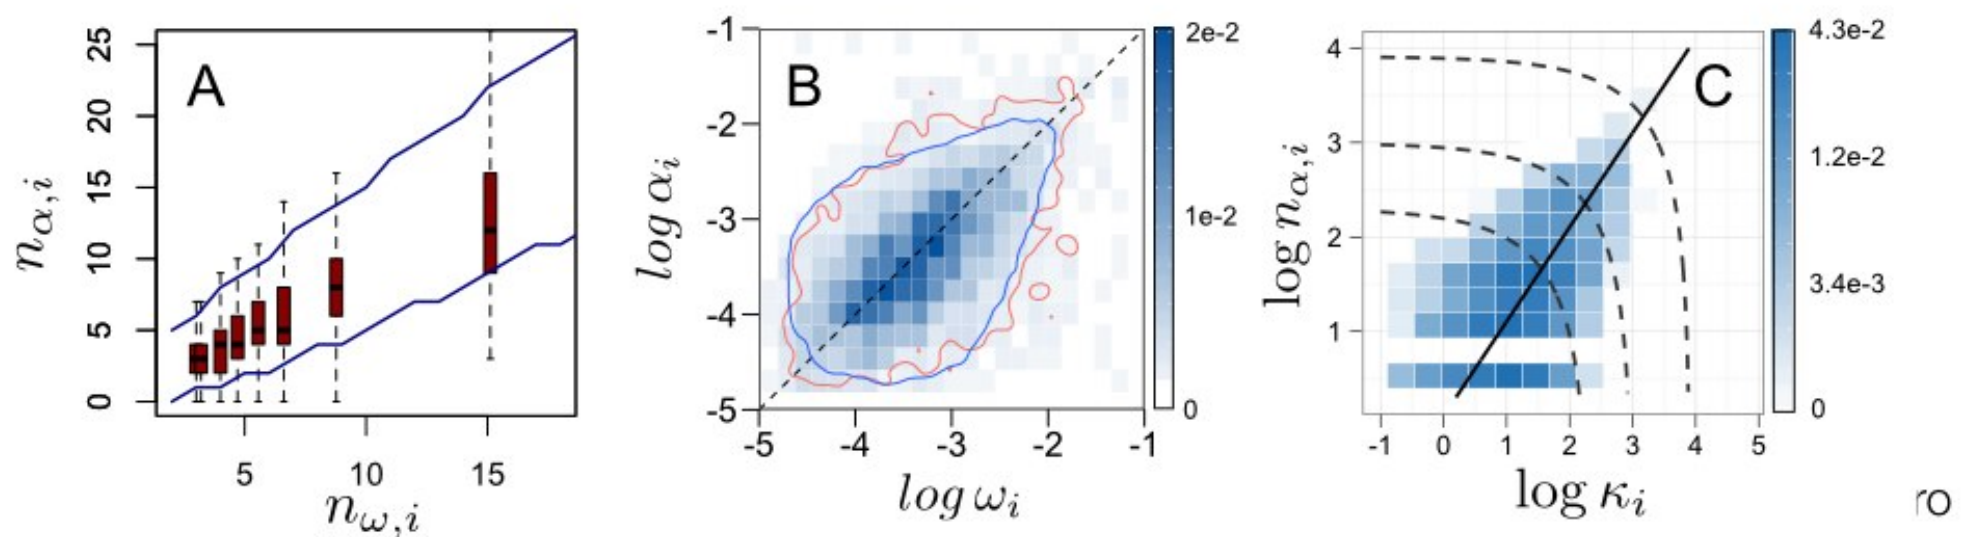 A
n_{α,i}
25
20
15
10
5
0
5
10
15
n_{ω,i}
B
log α_i
-1
-2
-3
-4
-5
-5
-4
-3
-2
-1
log ω_i
2e-2
1e-2
0
C
log n_{α,i}
4
3
2
1
-1
0
1
2
3
4
5
log κ_i
4.3e-2
1.2e-2
3.4e-3
0
ro